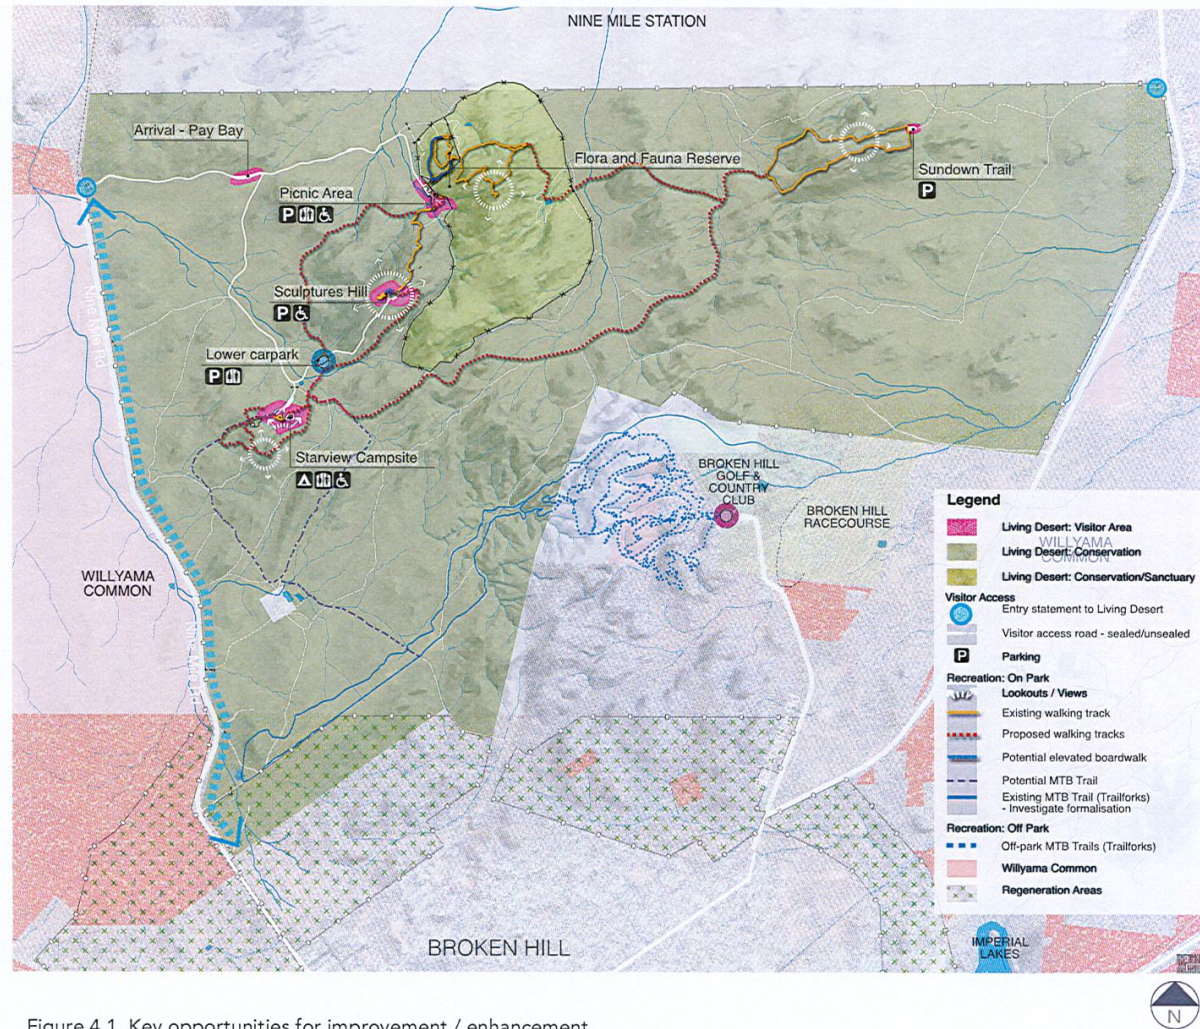 NINE MILE STATION
Arrival - Pay Bay
Flora and Fauna Reserve
Sundown Trail
P
Picnic Area
P
Sculptures Hill
P
Lower carpark
P
Starview Campsite
Nine Mile Rd
BROKEN HILL
GOLF &
COUNTRY
CLUB
BROKEN HILL
RACECOURSE
WILLYAMA
COMMON
WILLYAMA
COMMON
BROKEN HILL
IMPERIAL
LAKES
Legend
Living Desert: Visitor Area
Living Desert: Conservation
Living Desert: Conservation/Sanctuary
Visitor Access
Entry statement to Living Desert
Visitor access road - sealed/unsealed
P Parking
Recreation: On Park
Lookouts / Views
Existing walking track
Proposed walking tracks
Potential elevated boardwalk
Potential MTB Trail
Existing MTB Trail (Trailforks)
- Investigate formalisation
Recreation: Off Park
Off-park MTB Trails (Trailforks)
Willyama Common
Regeneration Areas
N
Figure 4.1 Key opportunities for improvement / enhancement